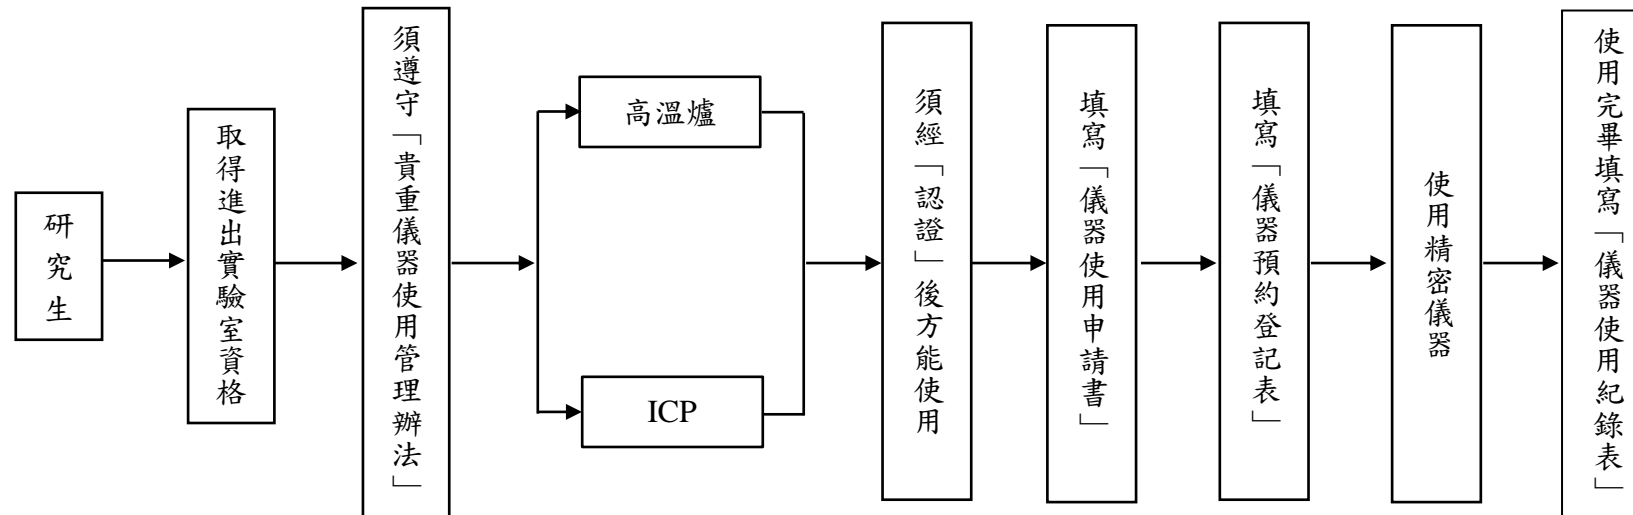 研究生
取得進出實驗室資格
須遵守「貴重儀器使用管理辦法」
高溫爐
ICP
須經「認證」後方能使用
填寫「儀器使用申請書」
填寫「儀器預約登記表」
使用精密儀器
使用完畢填寫「儀器使用紀錄表」